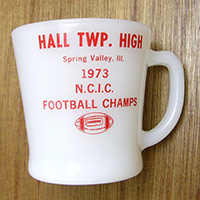 HALL TWP. HIGH
Spring Valley, Ill.
1973
N.C.I.C.
FOOTBALL CHAMPS